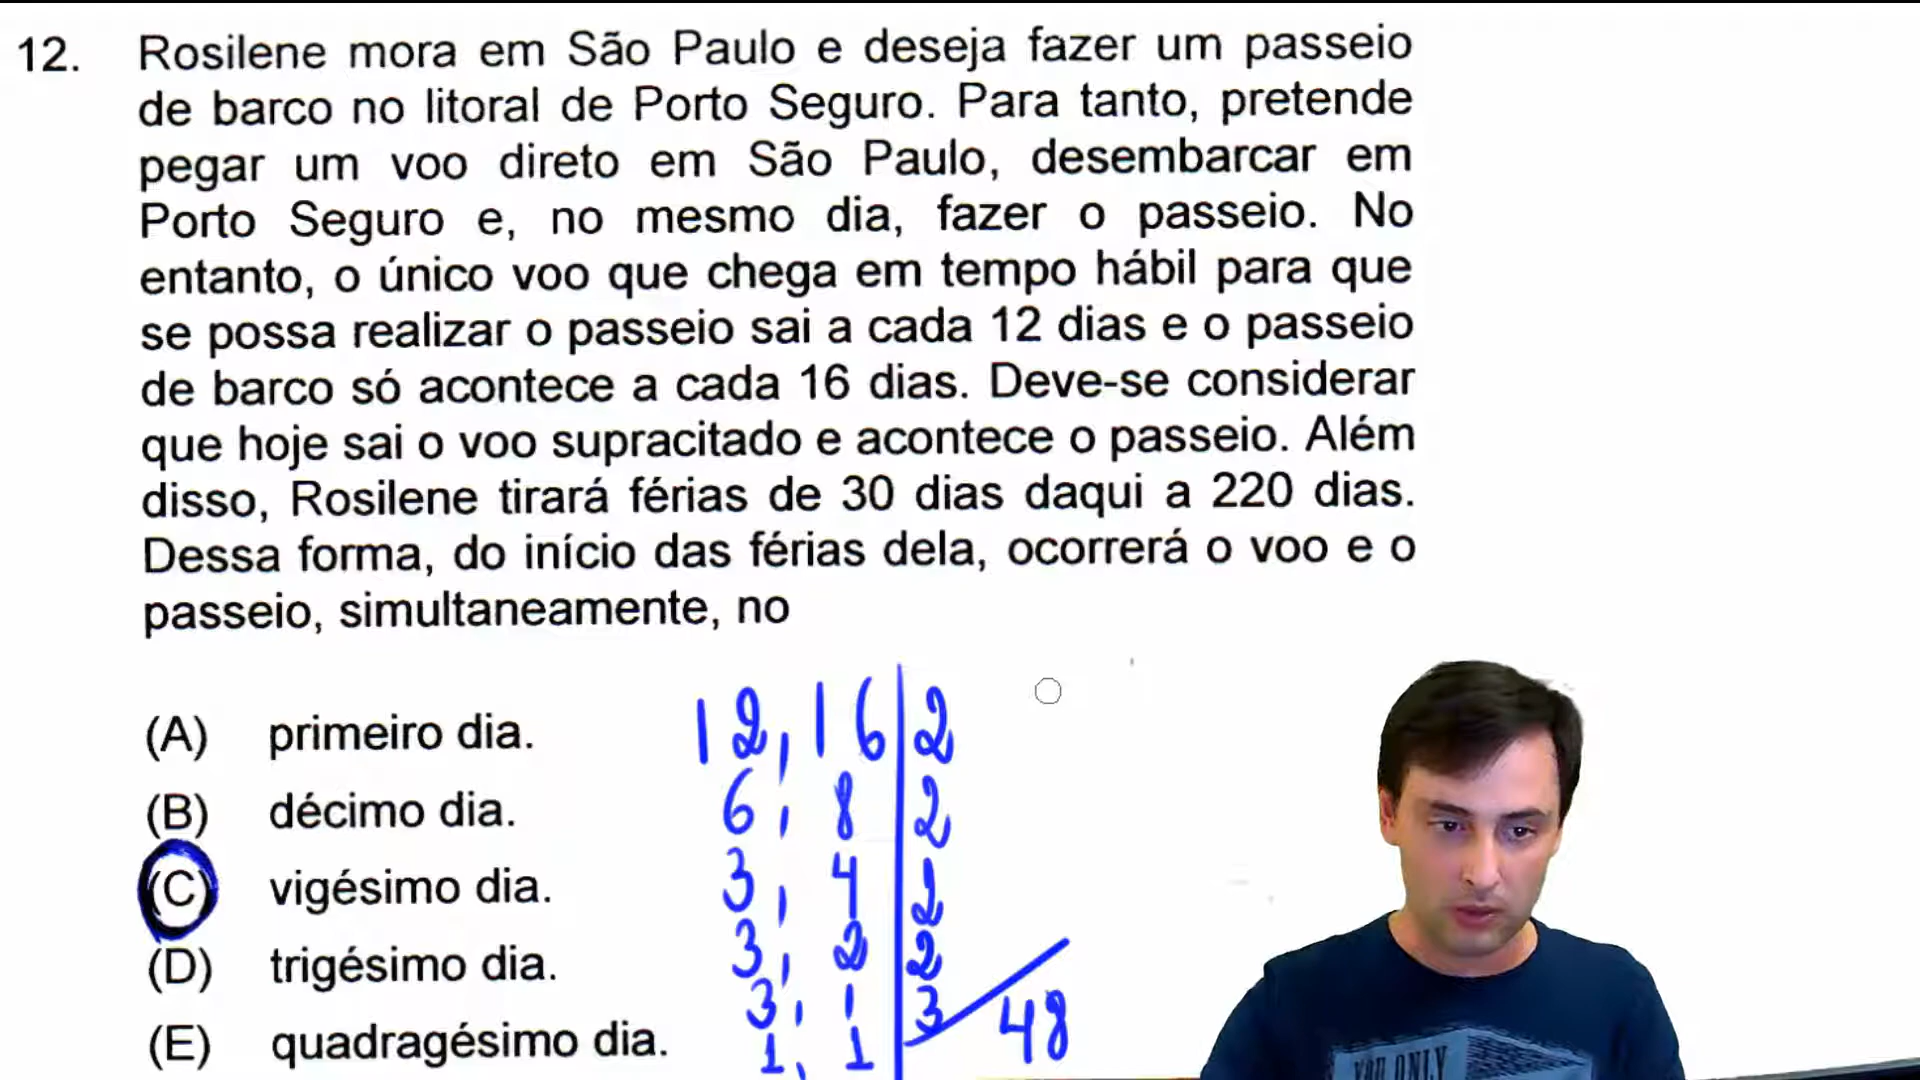 12. Rosilene mora em São Paulo e deseja fazer um passeio
de barco no litoral de Porto Seguro. Para tanto, pretende
pegar um voo direto em São Paulo, desembarcar em
Porto Seguro e, no mesmo dia, fazer o passeio. No
entanto, o único voo que chega em tempo hábil para que
se possa realizar o passeio sai a cada 12 dias e o passeio
de barco só acontece a cada 16 dias. Deve-se considerar
que hoje sai o voo supracitado e acontece o passeio. Além
disso, Rosilene tirará férias de 30 dias daqui a 220 dias.
Dessa forma, do início das férias dela, ocorrerá o voo e o
passeio, simultaneamente, no
(A) primeiro dia.
(B) décimo dia.
(C) vigésimo dia.
(D) trigésimo dia.
(E) quadragésimo dia.
12, 16 2
6, 8 2
3, 4 2
3, 2 2
3, 1 3 48
1, 1
YOU ONLY